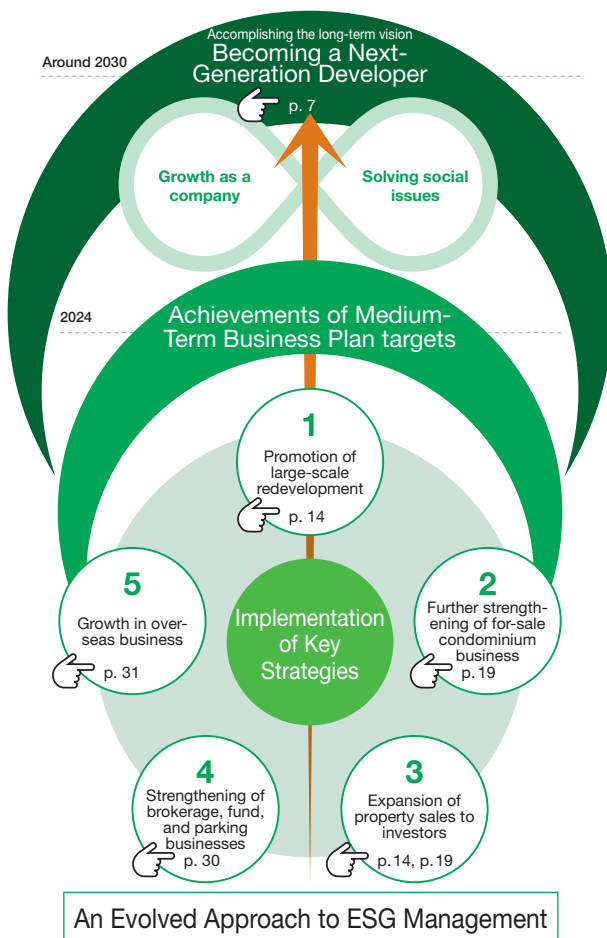 Accomplishing the long-term vision
Around 2030
Becoming a Next-
Generation Developer
p. 7
Growth as a
company
Solving social
issues
2024
Achievements of Medium-
Term Business Plan targets
1
Promotion of
large-scale
redevelopment
p. 14
5
Growth in over-
seas business
p. 31
Implementation
of Key
Strategies
2
Further strength-
ening of for-sale
condominium
business
p. 19
4
Strengthening of
brokerage, fund,
and parking
businesses
p. 30
3
Expansion of
property sales to
investors
p.14, p.19
An Evolved Approach to ESG Management